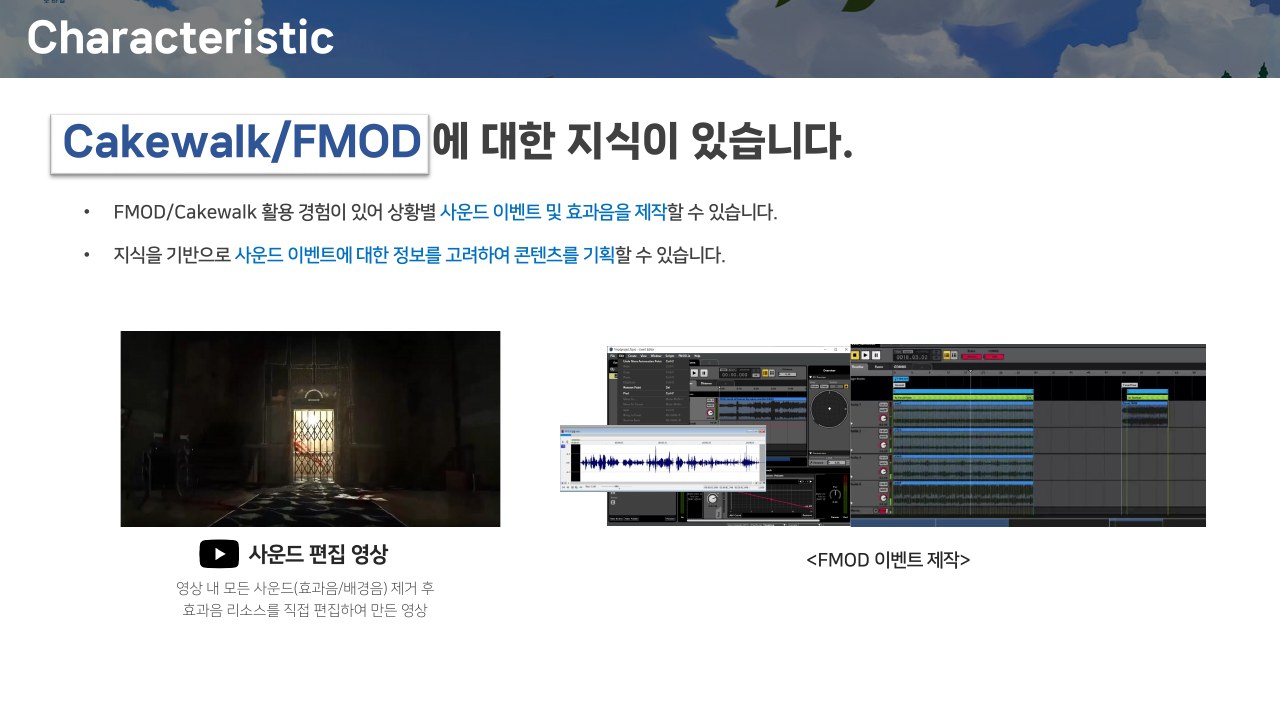 Characteristic
Cakewalk/FMOD에 대한 지식이 있습니다.
• FMOD/Cakewalk 활용 경험이 있어 상황별 사운드 이벤트 및 효과음을 제작할 수 있습니다.
• 지식을 기반으로 사운드 이벤트에 대한 정보를 고려하여 콘텐츠를 기획할 수 있습니다.
사운드 편집 영상
영상 내 모든 사운드(효과음/배경음) 제거 후
효과음 리소스를 직접 편집하여 만든 영상
<FMOD 이벤트 제작>